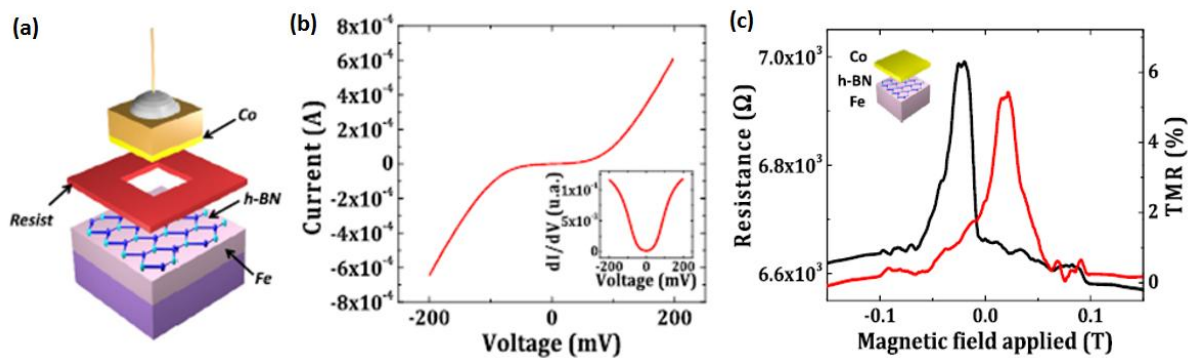 (a)
Co
Resist
h-BN
Fe
(b)
Current (A)
8x10⁻⁴
6x10⁻⁴
4x10⁻⁴
2x10⁻⁴
0
-2x10⁻⁴
-4x10⁻⁴
-6x10⁻⁴
-8x10⁻⁴
-200 0 200
Voltage (mV)
dI/dV (u.a.)
1x10⁻⁴
0
-200 0 200
Voltage (mV)
(c)
Co
h-BN
Fe
Resistance (Ω)
7.0x10³
6.8x10³
6.6x10³
-0.1 0.0 0.1
Magnetic field applied (T)
6
4
2
0
TMR (%)